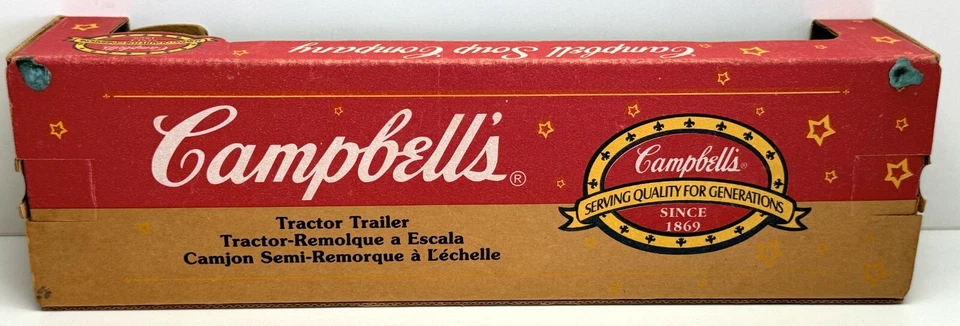 Campbell Soup Company
Campbell's®
Tractor Trailer
Tractor-Remolque a Escala
Camjon Semi-Remorque à L'échelle
Campbell's®
SERVING QUALITY FOR GENERATIONS
SINCE
1869